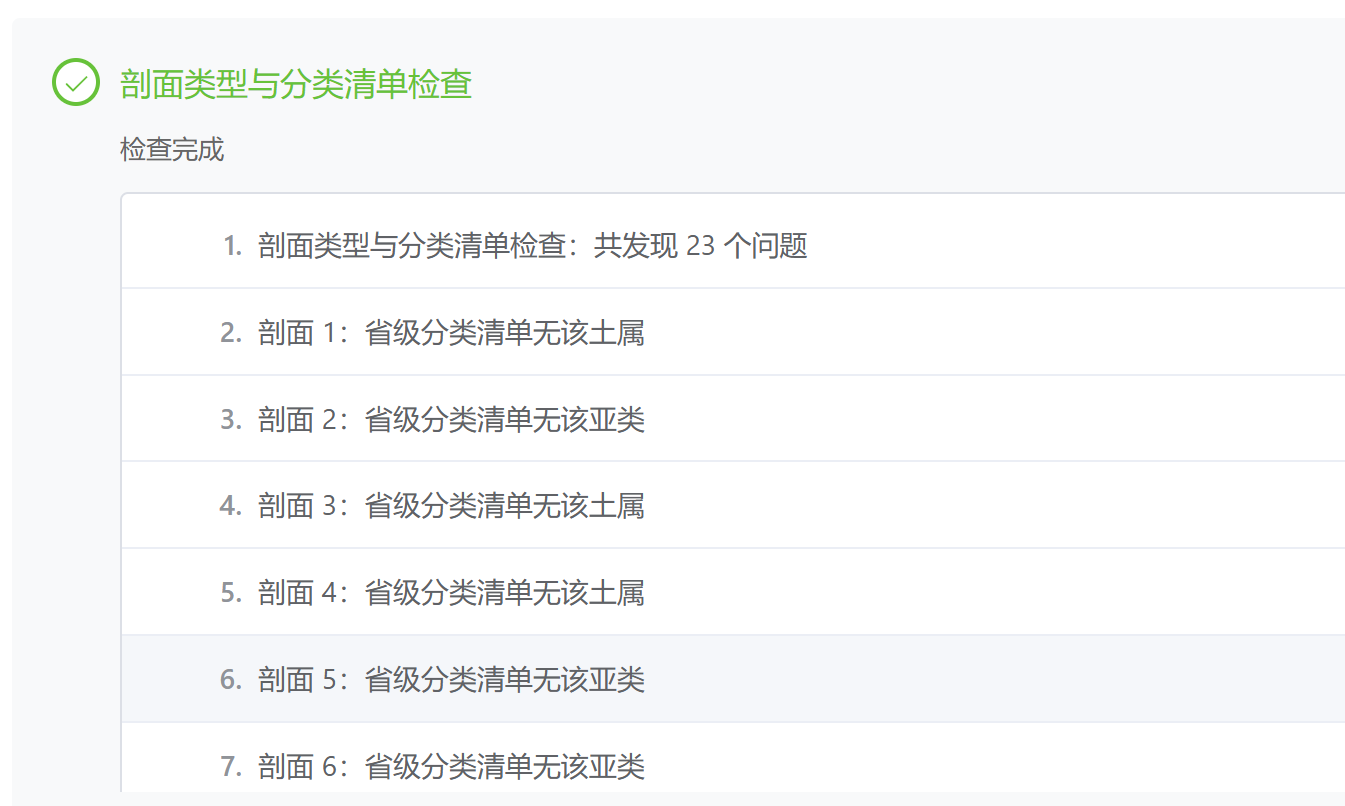 剖面类型与分类清单检查
检查完成
1. 剖面类型与分类清单检查：共发现 23 个问题
2. 剖面 1：省级分类清单无该土属
3. 剖面 2：省级分类清单无该亚类
4. 剖面 3：省级分类清单无该土属
5. 剖面 4：省级分类清单无该土属
6. 剖面 5：省级分类清单无该亚类
7. 剖面 6：省级分类清单无该亚类